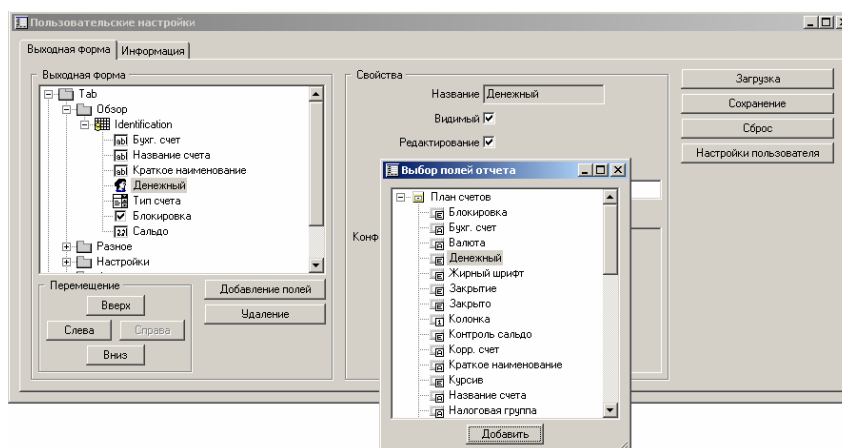 Пользовательские настройки
Выходная форма
Информация
Выходная форма
Tab
Обзор
Identification
Бухг. счет
Название счета
Краткое наименование
Денежный
Тип счета
Блокировка
Сальдо
Разное
Настройки
Перемещение
Вверх
Слева
Справа
Вниз
Добавление полей
Удаление
Свойства
Название Денежный
Видимый
Редактирование
Конф
Выбор полей отчета
План счетов
Блокировка
Бухг. счет
Валюта
Денежный
Жирный шрифт
Закрытие
Закрыто
Колонка
Контроль сальдо
Корр. счет
Краткое наименование
Курсив
Название счета
Налоговая группа
Добавить
Загрузка
Сохранение
Сброс
Настройки пользователя